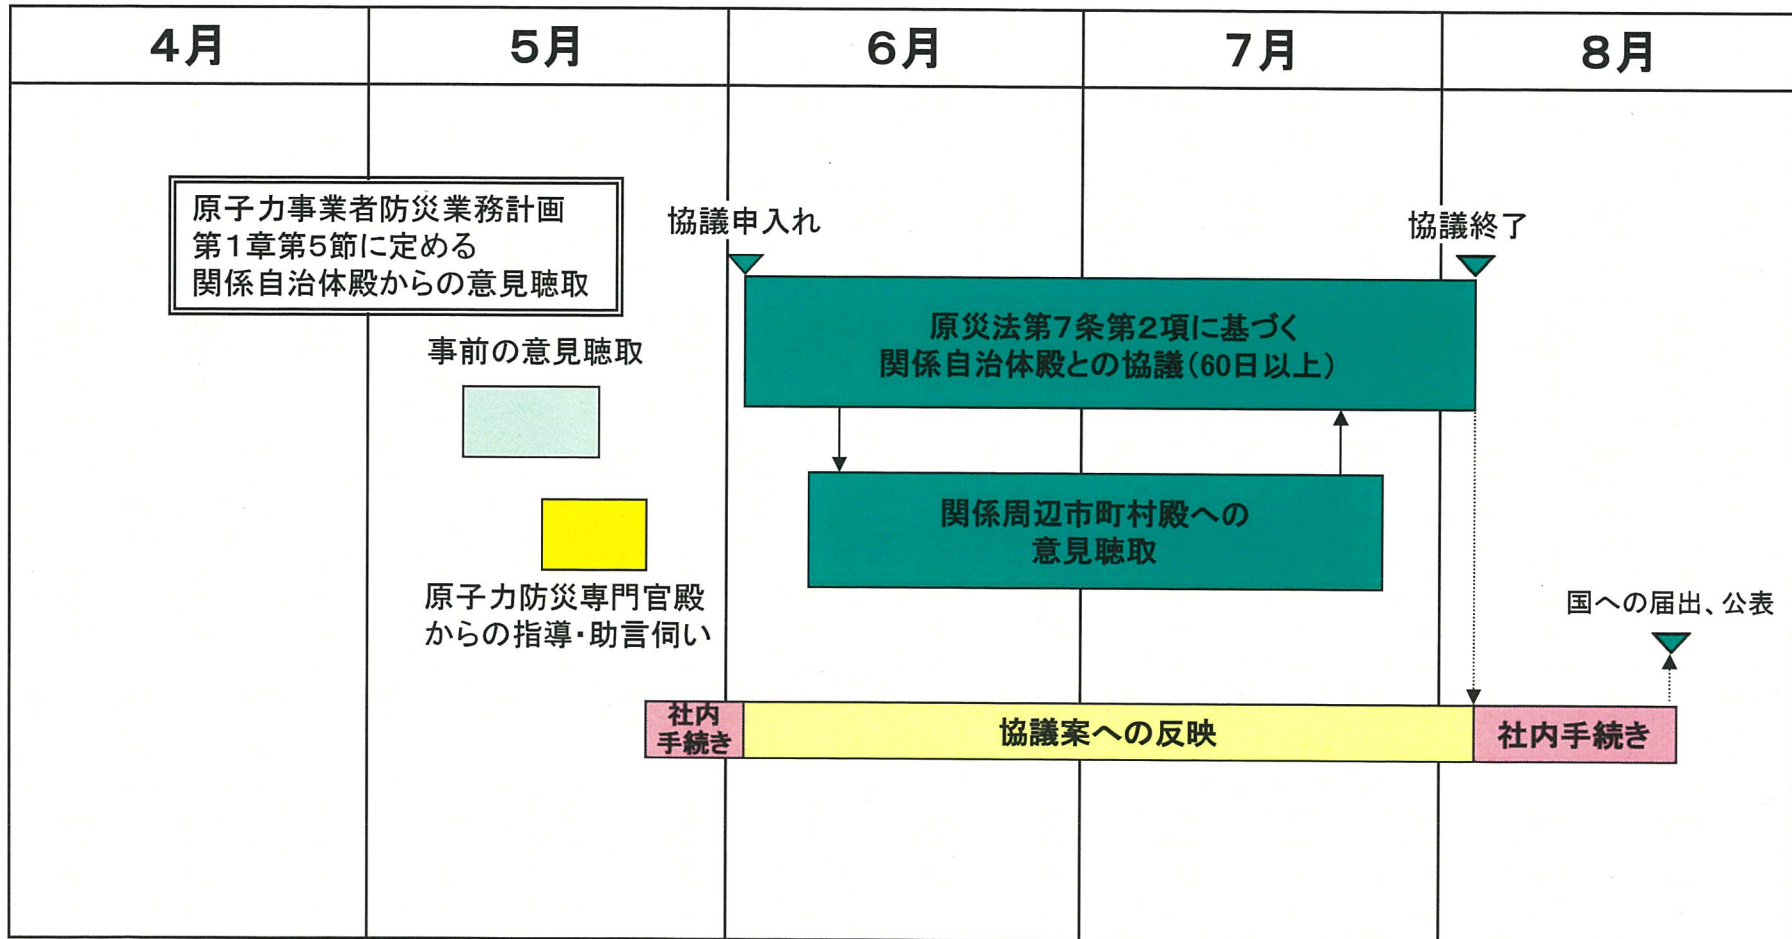 4月
5月
6月
7月
8月
原子力事業者防災業務計画
第1章第5節に定める
関係自治体殿からの意見聴取
協議申入れ
協議終了
原災法第7条第2項に基づく
関係自治体殿との協議(60日以上)
事前の意見聴取
関係周辺市町村殿への
意見聴取
原子力防災専門官殿
からの指導・助言伺い
国への届出、公表
社内
手続き
協議案への反映
社内手続き